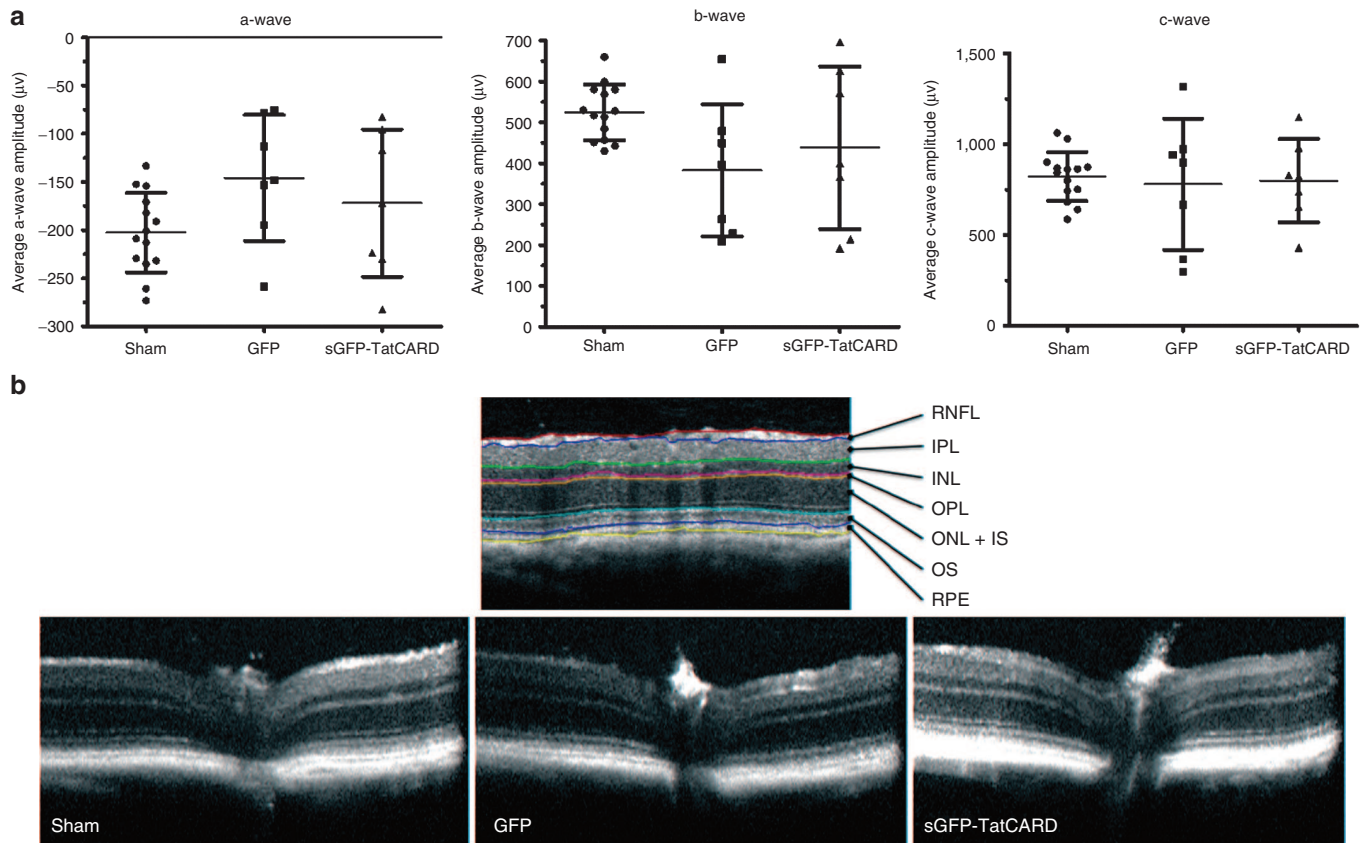 a
a-wave
Average a-wave amplitude (μv)
0
−50
−100
−150
−200
−250
−300
Sham
GFP
sGFP-TatCARD
b-wave
Average b-wave amplitude (μv)
700
600
500
400
300
200
100
0
Sham
GFP
sGFP-TatCARD
c-wave
Average c-wave amplitude (μv)
1,500
1,000
500
0
Sham
GFP
sGFP-TatCARD
b
RNFL
IPL
INL
OPL
ONL + IS
OS
RPE
Sham
GFP
sGFP-TatCARD